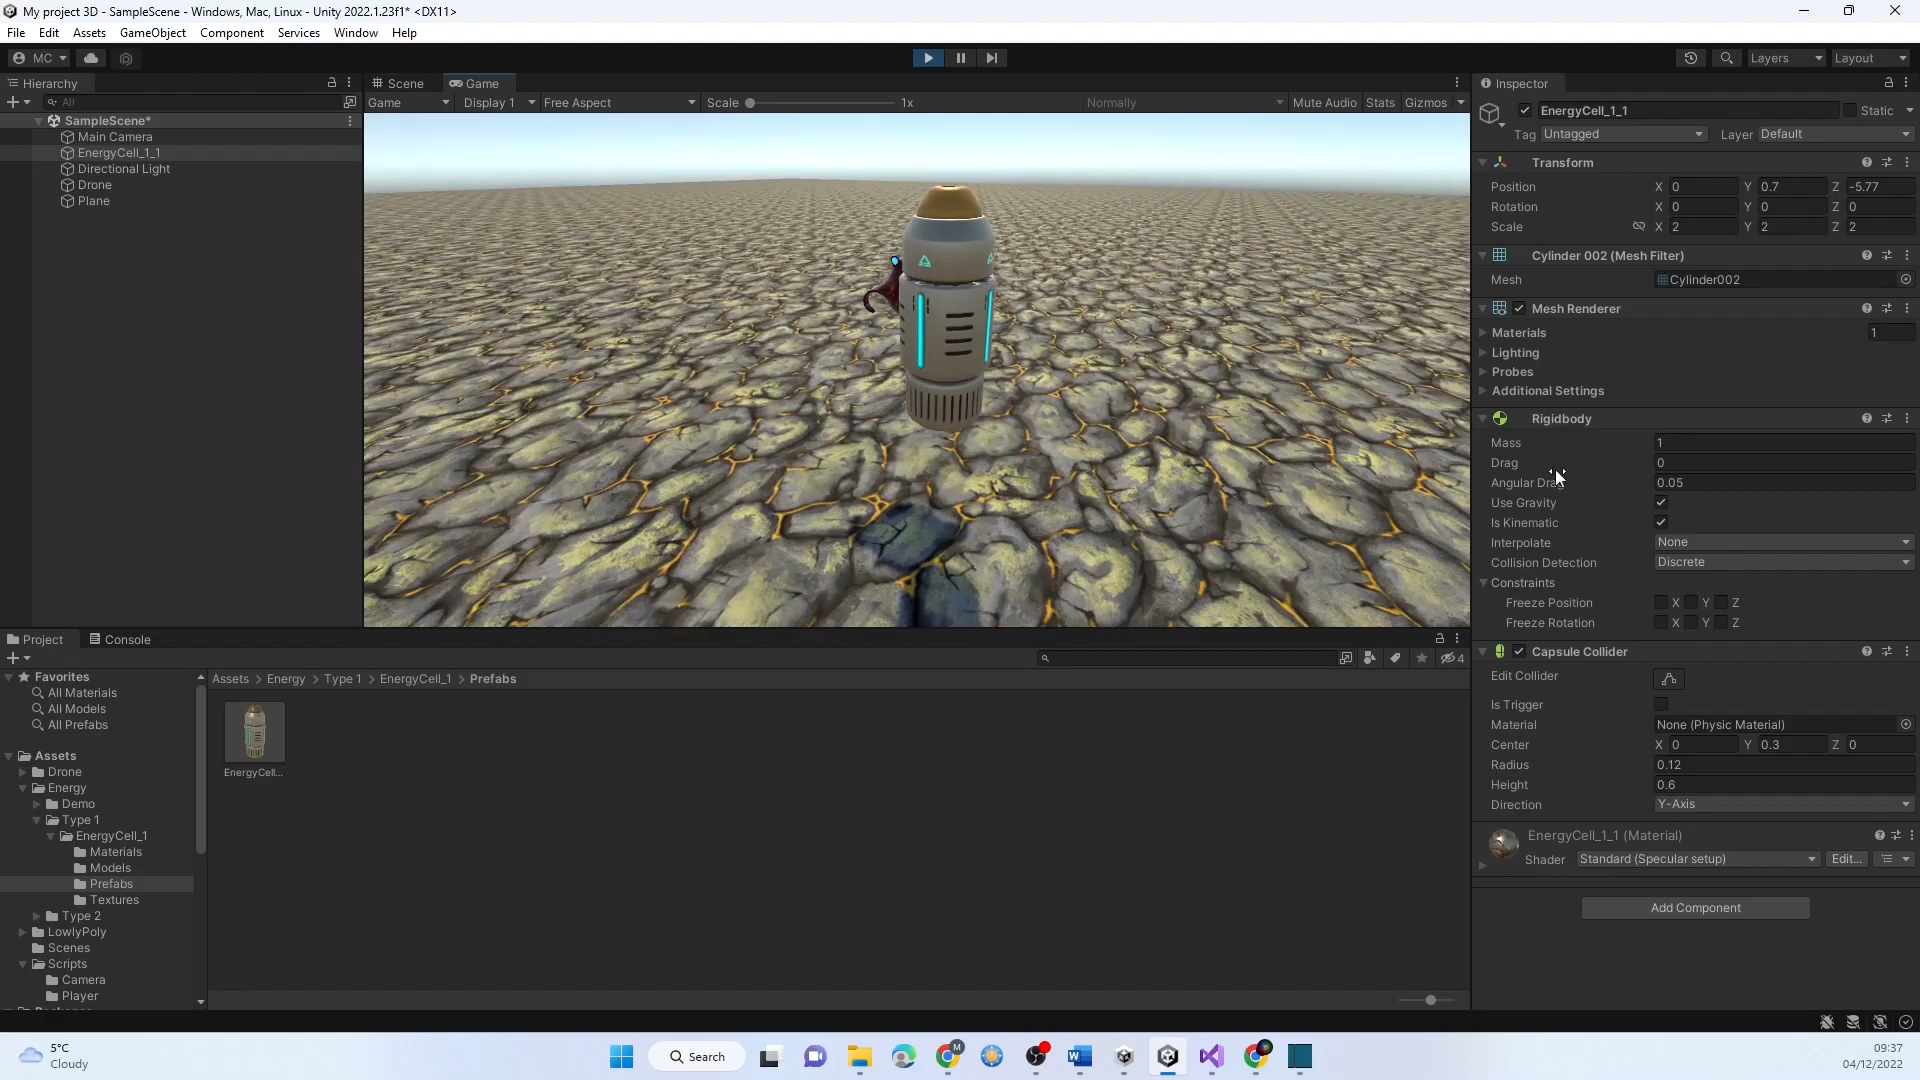 My project 3D - SampleScene - Windows, Mac, Linux - Unity 2022.1.23f1* <DX11>
File Edit Assets GameObject Component Services Window Help
MC Layers Layout
Hierarchy
All
SampleScene*
Main Camera
EnergyCell_1_1
Directional Light
Drone
Plane
Scene Game
Game Display 1 Free Aspect Scale 1x Normally Mute Audio Stats Gizmos
Inspector
EnergyCell_1_1 Static
Tag Untagged Layer Default
Transform
Position X 0 Y 0.7 Z -5.77
Rotation X 0 Y 0 Z 0
Scale X 2 Y 2 Z 2
Cylinder 002 (Mesh Filter)
Mesh Cylinder002
Mesh Renderer
Materials 1
Lighting
Probes
Additional Settings
Rigidbody
Mass 1
Drag 0
Angular Drag 0.05
Use Gravity
Is Kinematic
Interpolate None
Collision Detection Discrete
Constraints
Freeze Position X Y Z
Freeze Rotation X Y Z
Capsule Collider
Edit Collider
Is Trigger
Material None (Physic Material)
Center X 0 Y 0.3 Z 0
Radius 0.12
Height 0.6
Direction Y-Axis
EnergyCell_1_1 (Material)
Shader Standard (Specular setup) Edit...
Add Component
Project Console
4
Favorites
All Materials
All Models
All Prefabs
Assets
Drone
Energy
Demo
Type 1
EnergyCell_1
Materials
Models
Prefabs
Textures
Type 2
LowlyPoly
Scenes
Scripts
Camera
Player
Assets > Energy > Type 1 > EnergyCell_1 > Prefabs
EnergyCell...
5°C
Cloudy
Search
M
09:37
04/12/2022